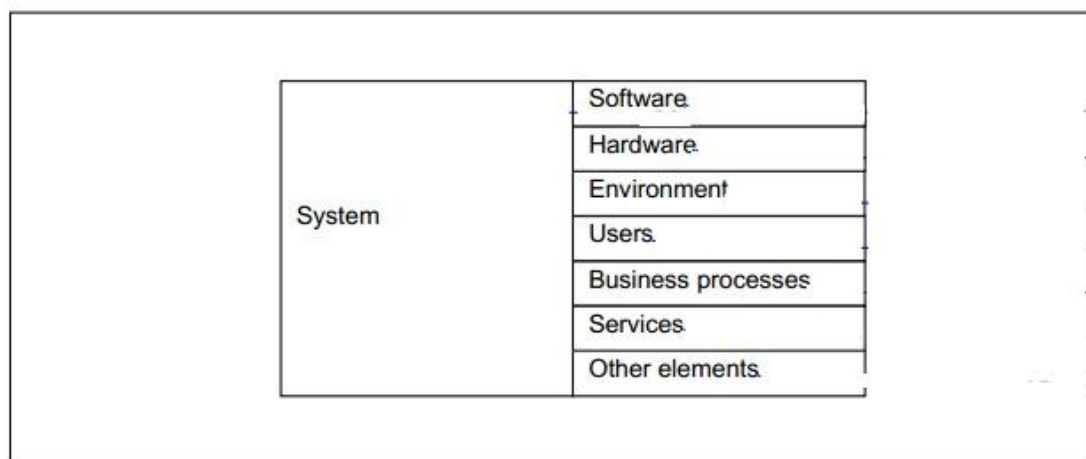 Software
Hardware
Environment
System
Users
Business processes
Services
Other elements